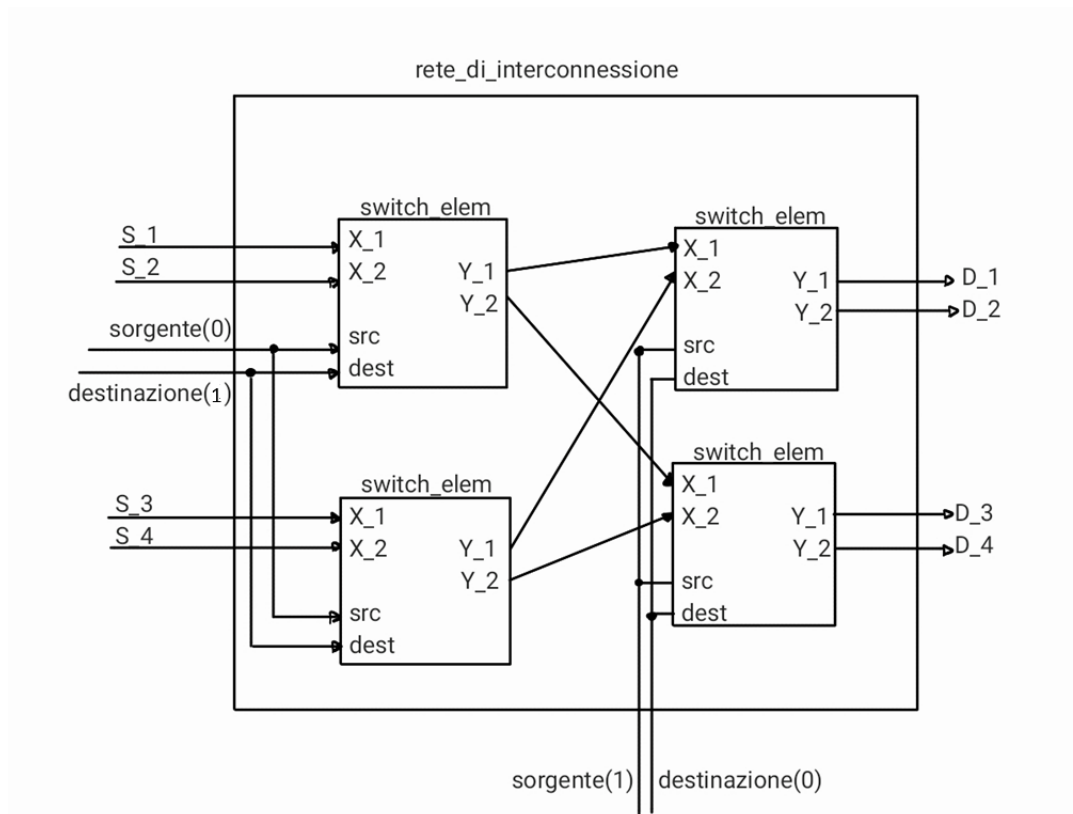 rete_di_interconnessione
switch_elem
S_1
S_2
X_1
X_2
Y_1
Y_2
sorgente(0)
src
destinazione(1)
dest
switch_elem
X_1
X_2
Y_1
Y_2
src
dest
D_1
D_2
switch_elem
S_3
S_4
X_1
X_2
Y_1
Y_2
src
dest
switch_elem
X_1
X_2
Y_1
Y_2
src
dest
D_3
D_4
sorgente(1)
destinazione(0)